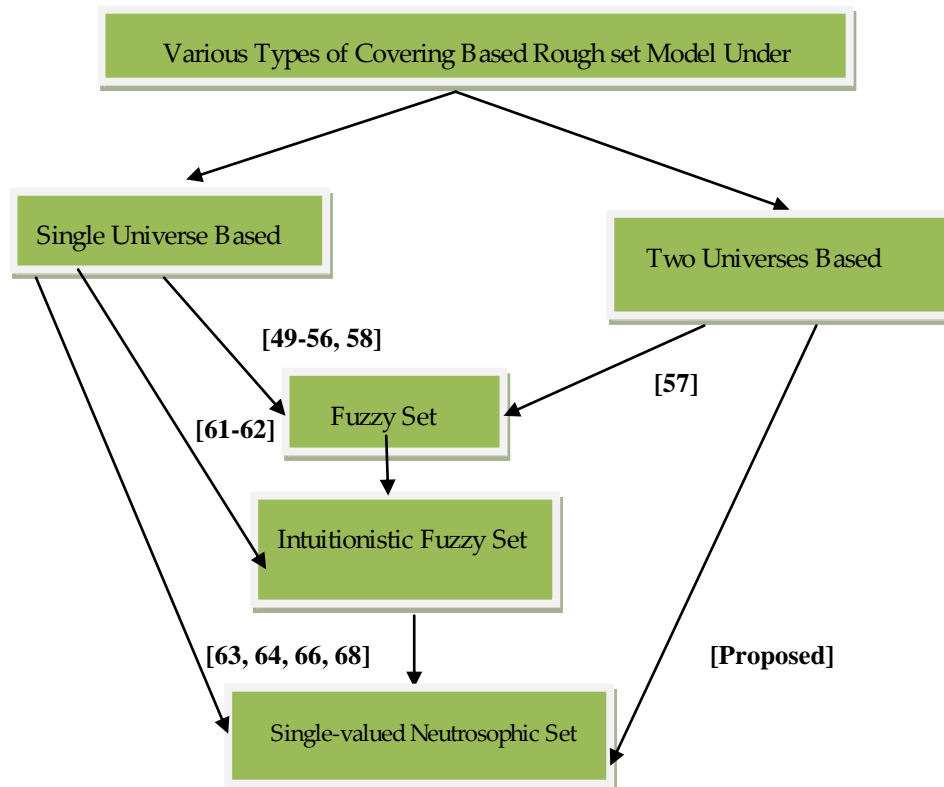 Various Types of Covering Based Rough set Model Under
Single Universe Based
Two Universes Based
[49-56, 58]
[57]
Fuzzy Set
[61-62]
Intuitionistic Fuzzy Set
[63, 64, 66, 68]
[Proposed]
Single-valued Neutrosophic Set